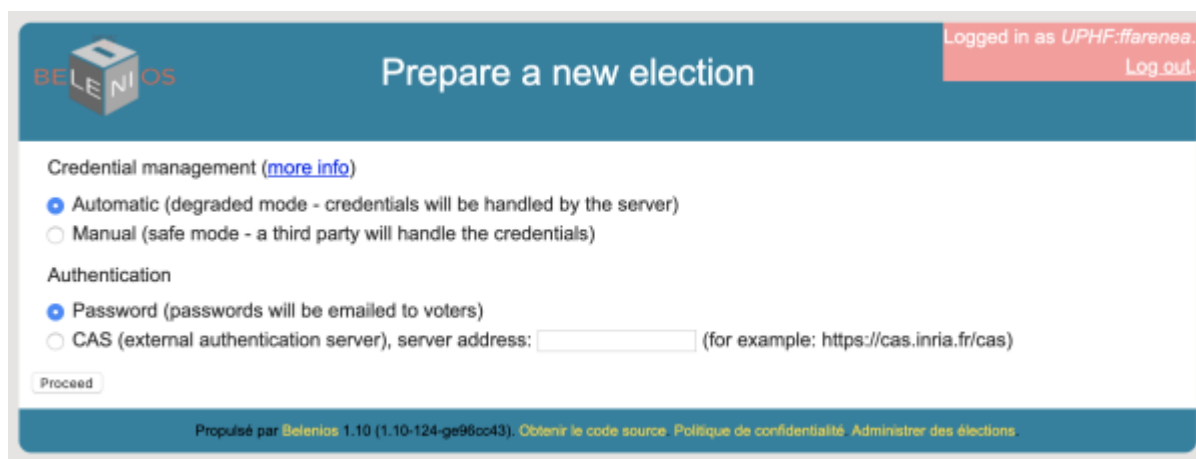 BELENIOS
Prepare a new election
Logged in as UPHF:ffarenea.
Log out.
Credential management (more info)
Automatic (degraded mode - credentials will be handled by the server)
Manual (safe mode - a third party will handle the credentials)
Authentication
Password (passwords will be emailed to voters)
CAS (external authentication server), server address: (for example: https://cas.inria.fr/cas)
Proceed
Propulsé par Belenios 1.10 (1.10-124-ge96cc43). Obtenir le code source. Politique de confidentialité. Administrer des élections.